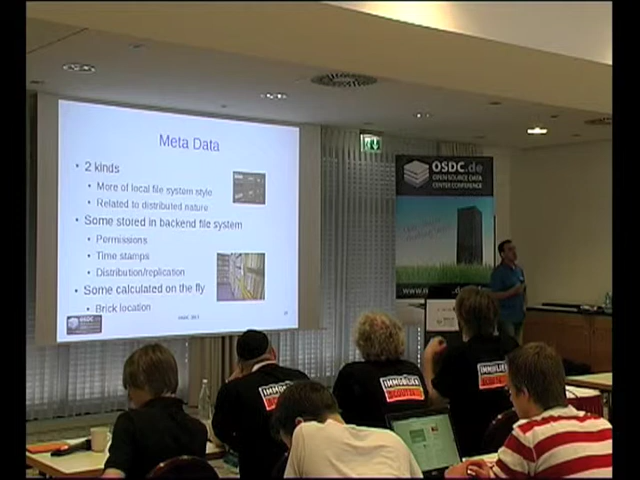 Meta Data
• 2 kinds
• More of local file system style
• Related to distributed nature
• Some stored in backend file system
• Permissions
• Time stamps
• Distribution/replication
• Some calculated on the fly
• Brick location
OSDC
OSDC.de
OPEN SOURCE DATA
CENTER CONFERENCE
IMMOBILIEN
IMMOBILIEN
IMMOBILIEN